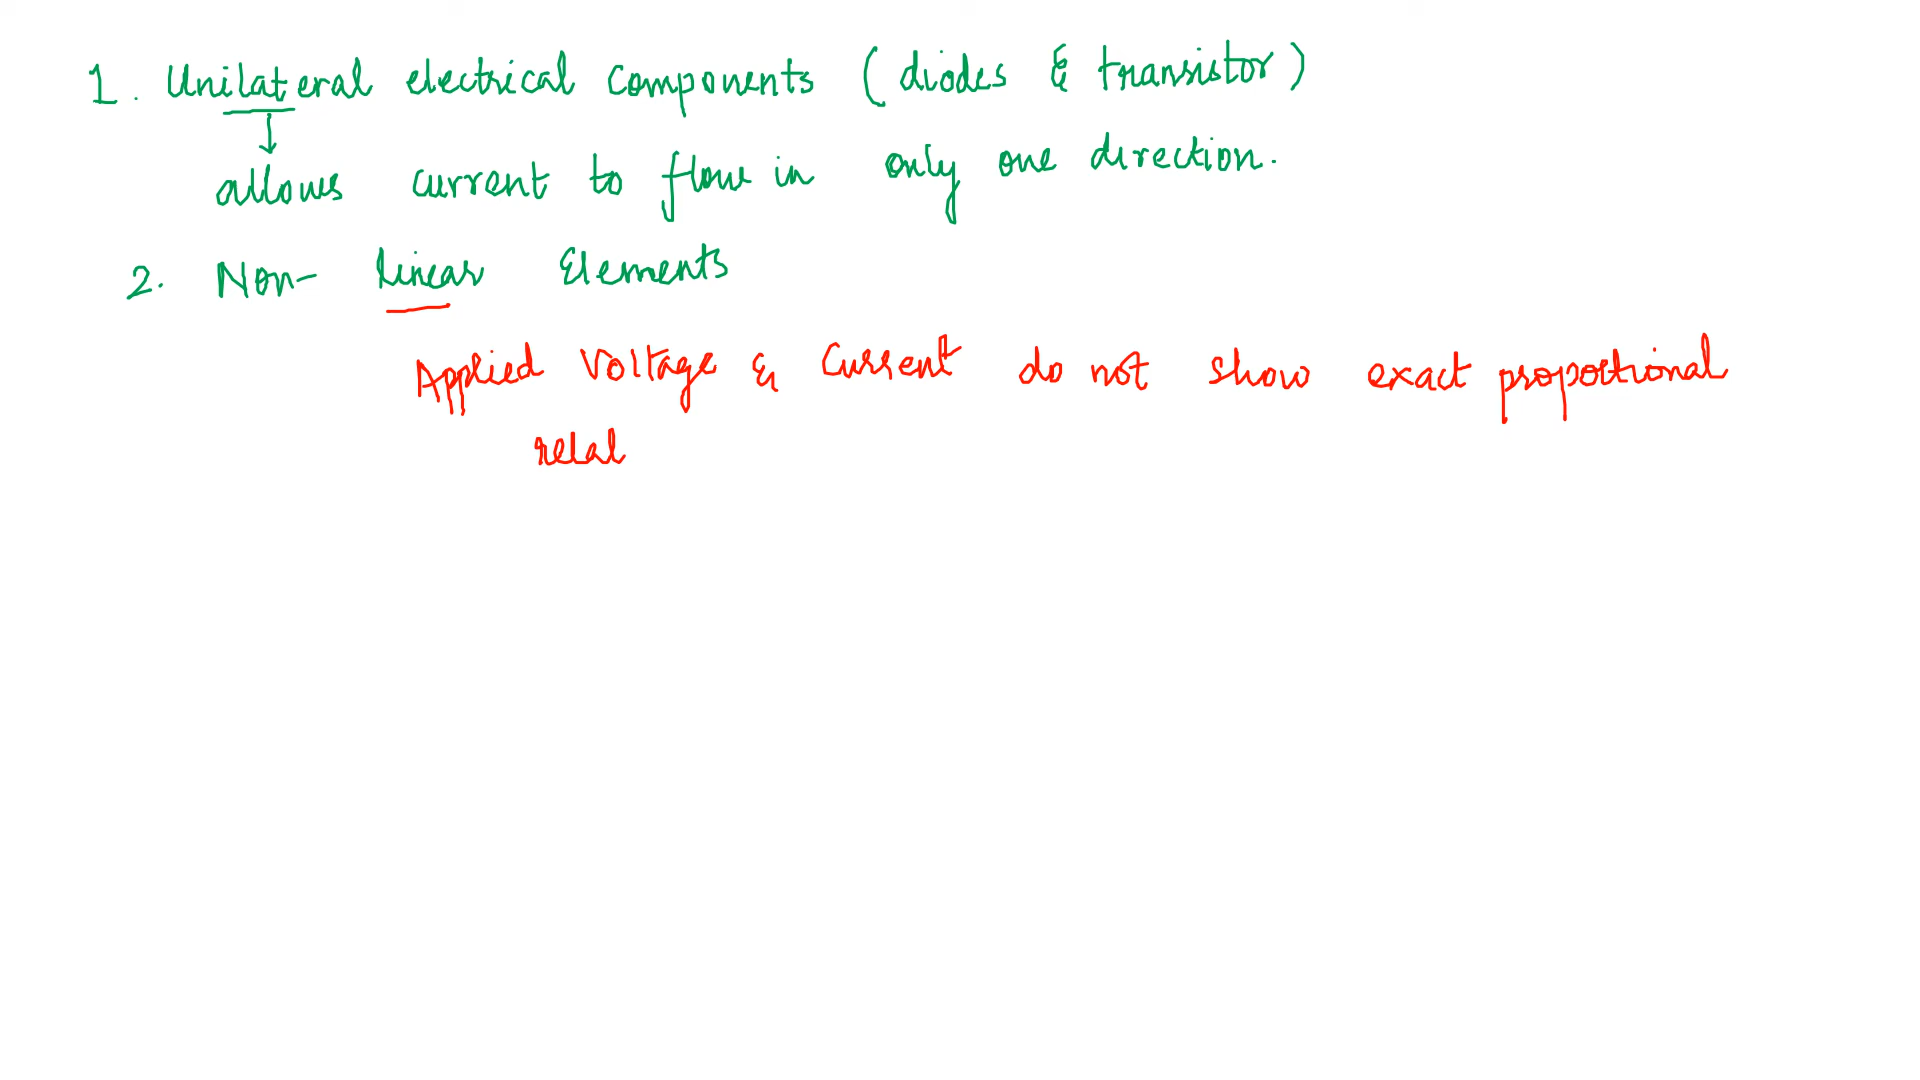 1. Unilateral electrical components (diodes & transistor)
allows current to flow in only one direction.
2. Non-linear Elements
Applied Voltage & Current do not show exact proportional
relat